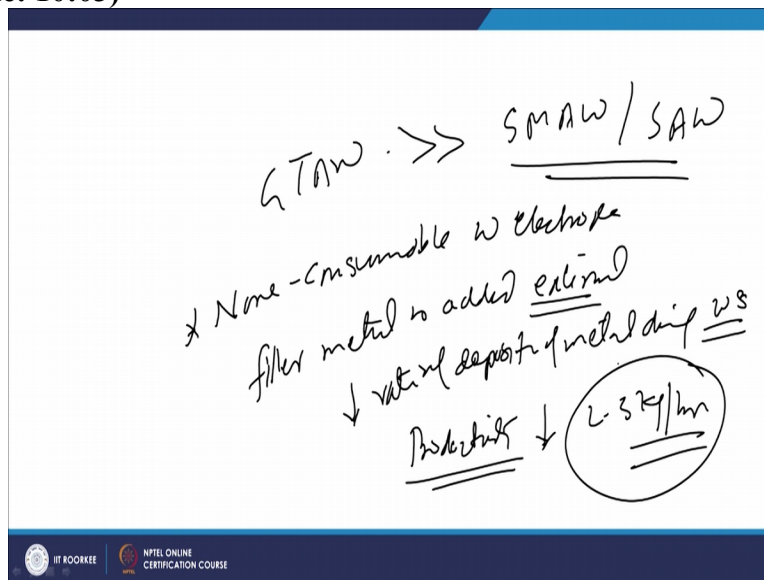 GTAW >> SMAW / SAW
* None-consumable W electrode
filler metal is added external
↓ rate of deposit of metal during WS
Productivity ↓ 2-3 kg/hr
IIT ROORKEE
NPTEL ONLINE
CERTIFICATION COURSE